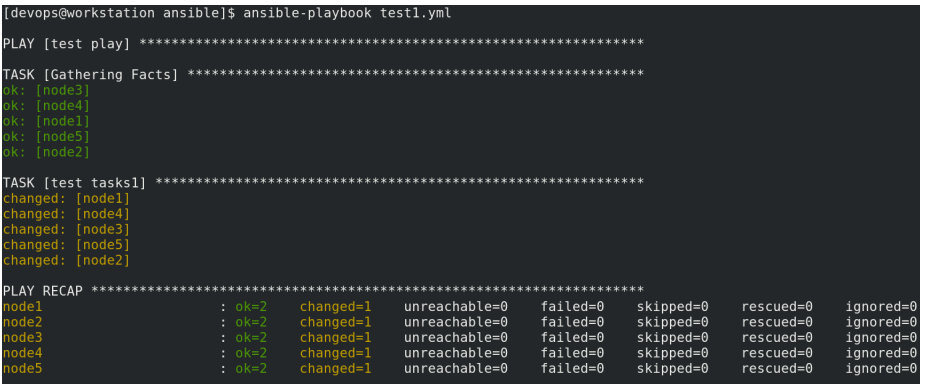 [devops@workstation ansible]$ ansible-playbook test1.yml
PLAY [test play] ***************************************************************
TASK [Gathering Facts] *********************************************************
ok: [node3]
ok: [node4]
ok: [node1]
ok: [node5]
ok: [node2]
TASK [test tasks1] *************************************************************
changed: [node1]
changed: [node4]
changed: [node3]
changed: [node5]
changed: [node2]
PLAY RECAP *********************************************************************
node1                      : ok=2    changed=1    unreachable=0    failed=0    skipped=0    rescued=0    ignored=0
node2                      : ok=2    changed=1    unreachable=0    failed=0    skipped=0    rescued=0    ignored=0
node3                      : ok=2    changed=1    unreachable=0    failed=0    skipped=0    rescued=0    ignored=0
node4                      : ok=2    changed=1    unreachable=0    failed=0    skipped=0    rescued=0    ignored=0
node5                      : ok=2    changed=1    unreachable=0    failed=0    skipped=0    rescued=0    ignored=0